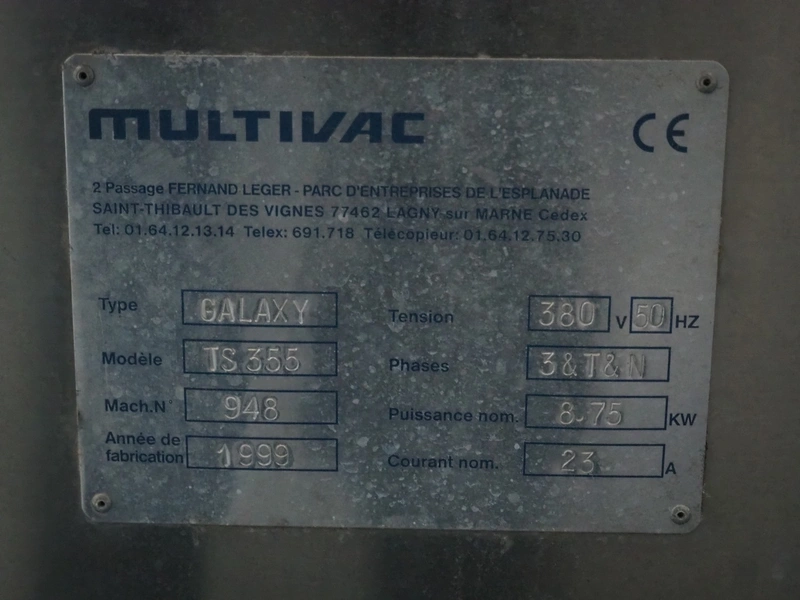 MULTIVAC CE
2 Passage FERNAND LEGER - PARC D'ENTREPRISES DE L'ESPLANADE
SAINT-THIBAULT DES VIGNES 77462 LAGNY sur MARNE Cédex
Tel: 01.64.12.13.14 Telex: 691.718 Télécopieur: 01.64.12.75.30
Type GALAXY
Modèle TS 355
Mach.N° 948
Année de
fabrication 1999
Tension 380 V 50 HZ
Phases 3&T&N
Puissance nom. 8.75 KW
Courant nom. 23 A